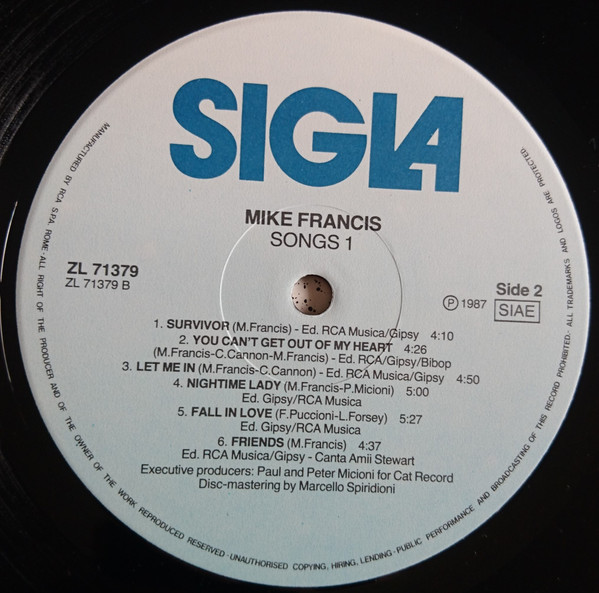 SIGLA
MIKE FRANCIS
SONGS 1
ZL 71379
ZL 71379 B
Side 2
Ⓟ 1987
SIAE
1. SURVIVOR (M.Francis) - Ed. RCA Musica/Gipsy 4:10
2. YOU CAN'T GET OUT OF MY HEART 4:26
(M.Francis-C.Cannon-M.Francis) - Ed. RCA/Gipsy/Bibop
3. LET ME IN (M.Francis-C.Cannon) - Ed. RCA Musica/Gipsy 4:50
4. NIGHTIME LADY (M.Francis-P.Micioni) 5:00
Ed. Gipsy/RCA Musica
5. FALL IN LOVE (F.Puccioni-L.Forsey) 5:27
Ed. Gipsy/RCA Musica
6. FRIENDS (M.Francis) 4:37
Ed. RCA Musica/Gipsy - Canta Amii Stewart
Executive producers: Paul and Peter Micioni for Cat Record
Disc-mastering by Marcello Spiridioni
MANUFACTURED BY RCA S.P.A. ROME·ALL RIGHT OF THE PRODUCER AND OF THE OWNER OF THE WORK REPRODUCED RESERVED·UNAUTHORISED COPYING, HIRING, LENDING·PUBLIC PERFORMANCE AND BROADCASTING OF THIS RECORD PROHIBITED·ALL TRADEMARKS AND LOGOS ARE PROTECTED.